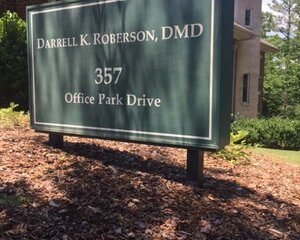 Darrell K. Roberson, DMD
357
Office Park Drive